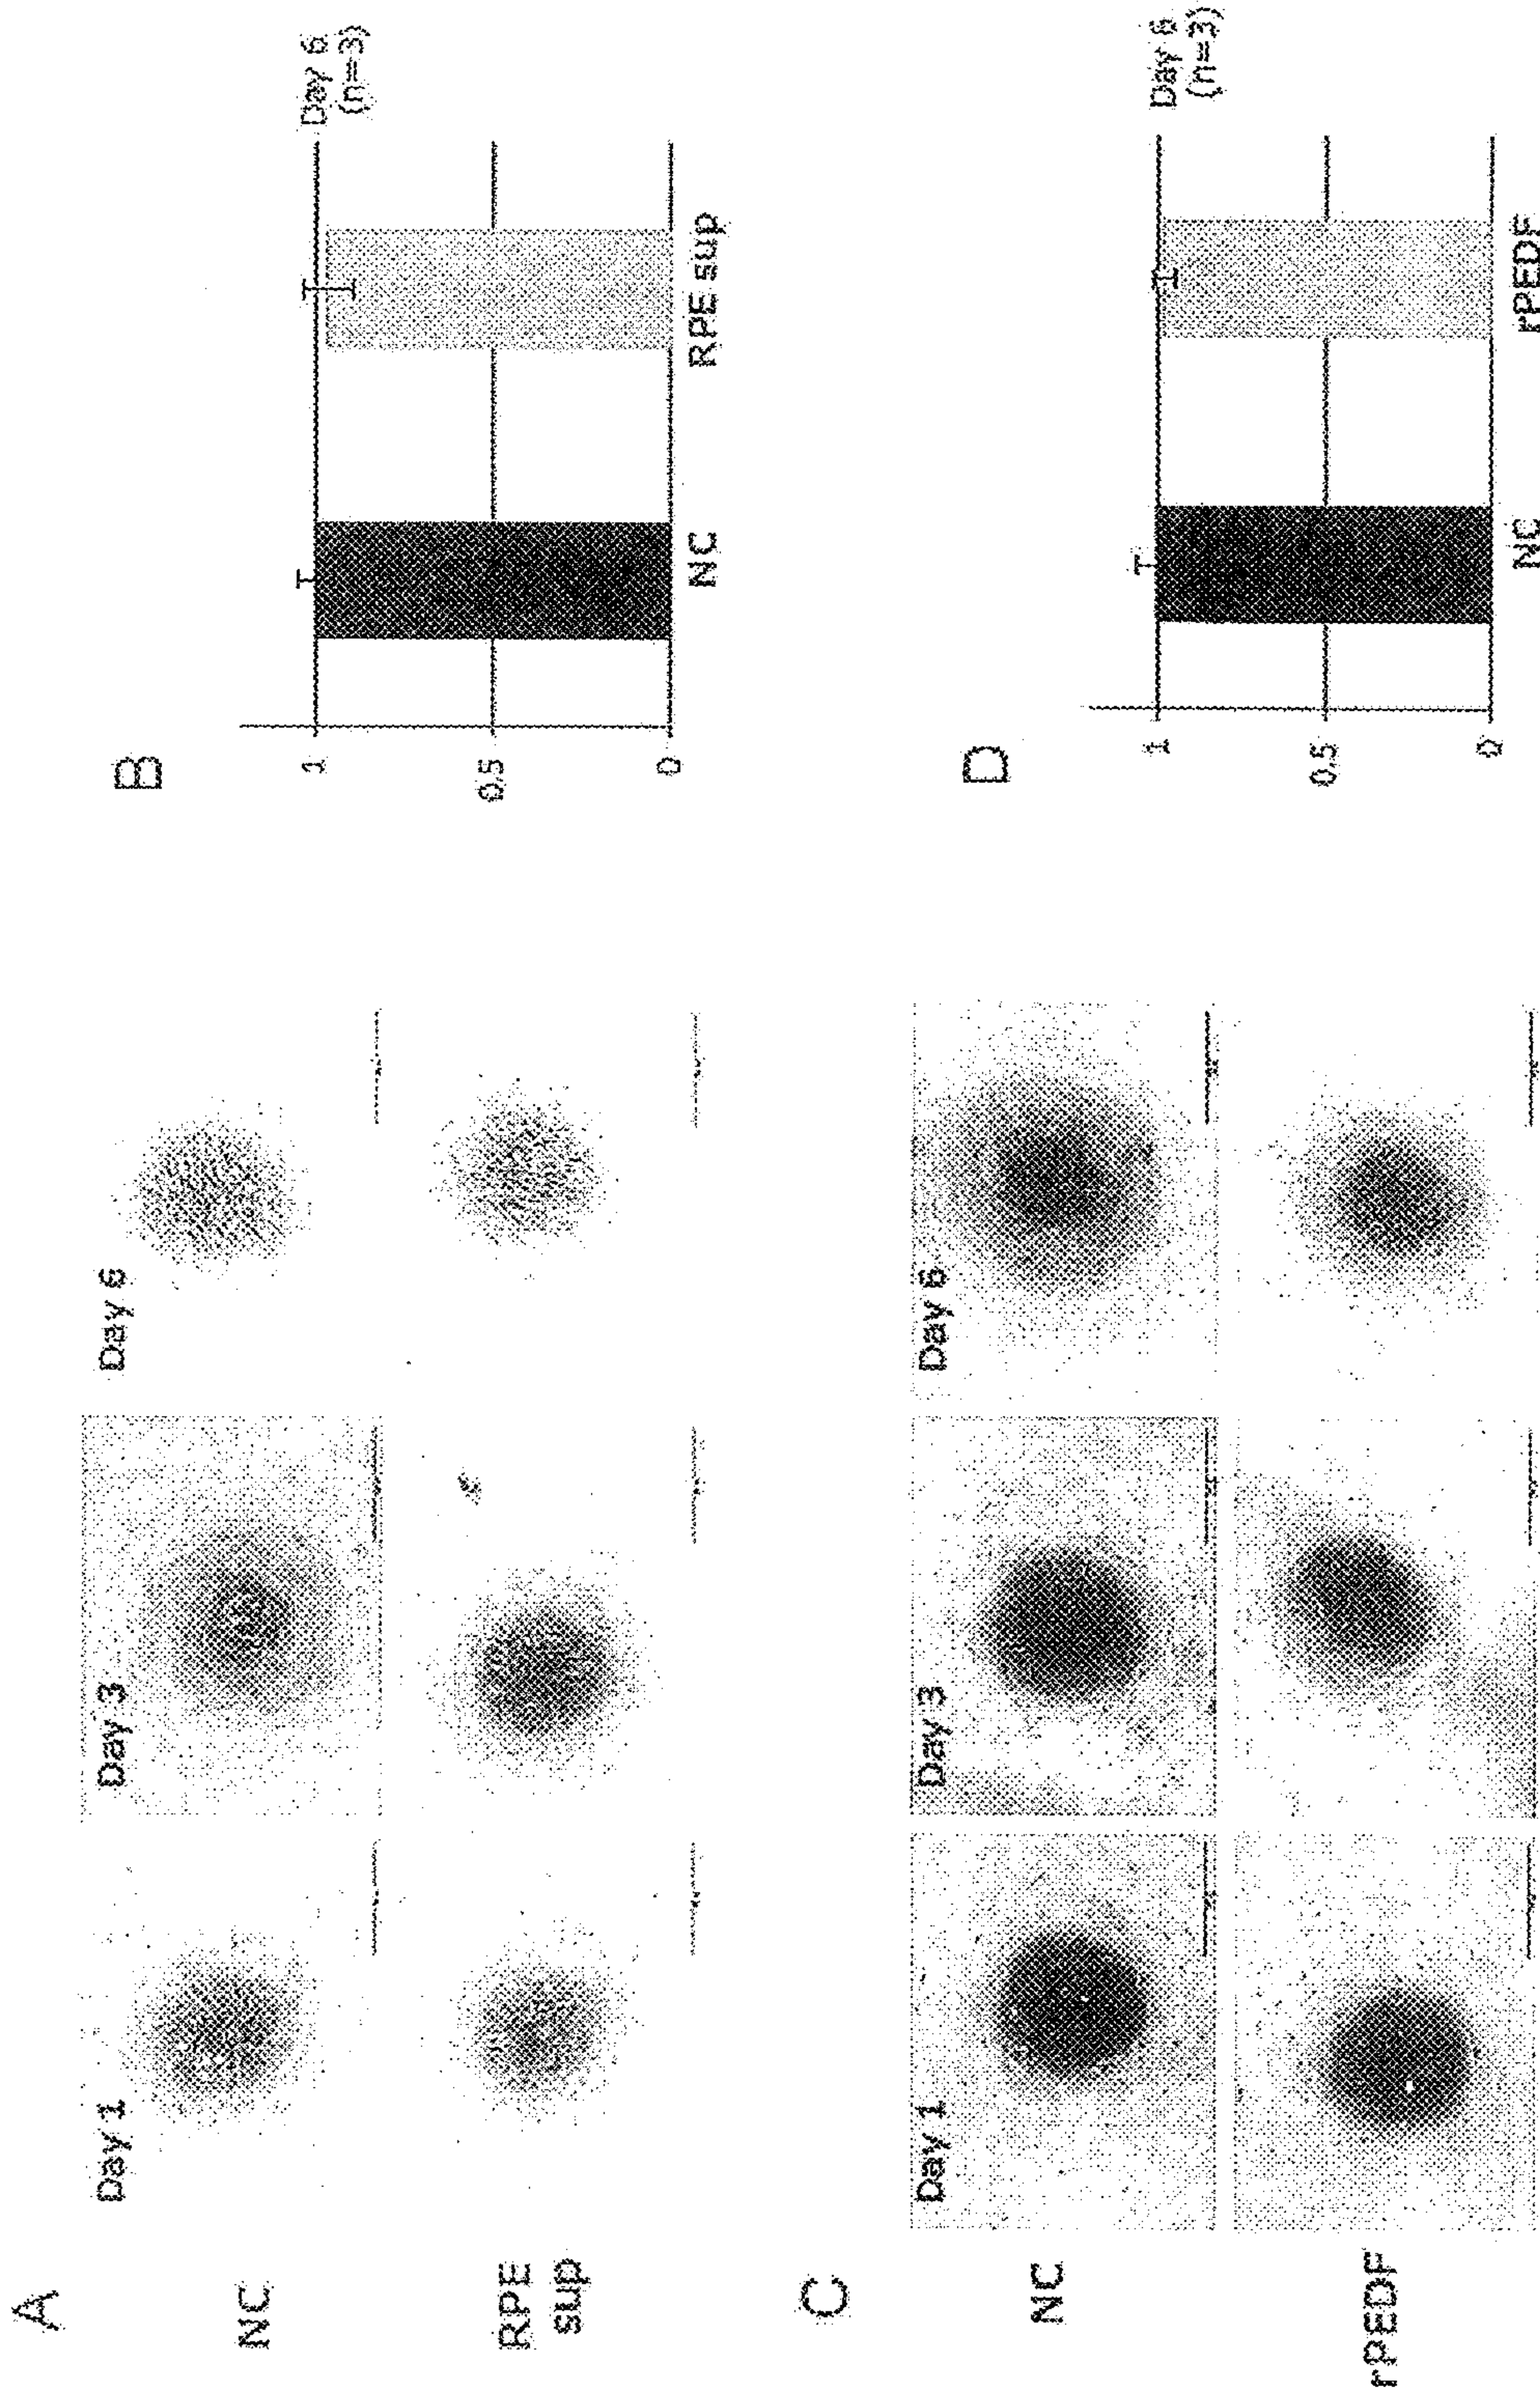 A
Day 1
Day 3
Day 6
NC
RPE
sup
B
Day 6
(n=3)
1
0.5
0
NC
RPE sup
C
Day 1
Day 3
Day 6
NC
rPEDF
D
Day 6
(n=3)
1
0.5
0
NC
rPEDF